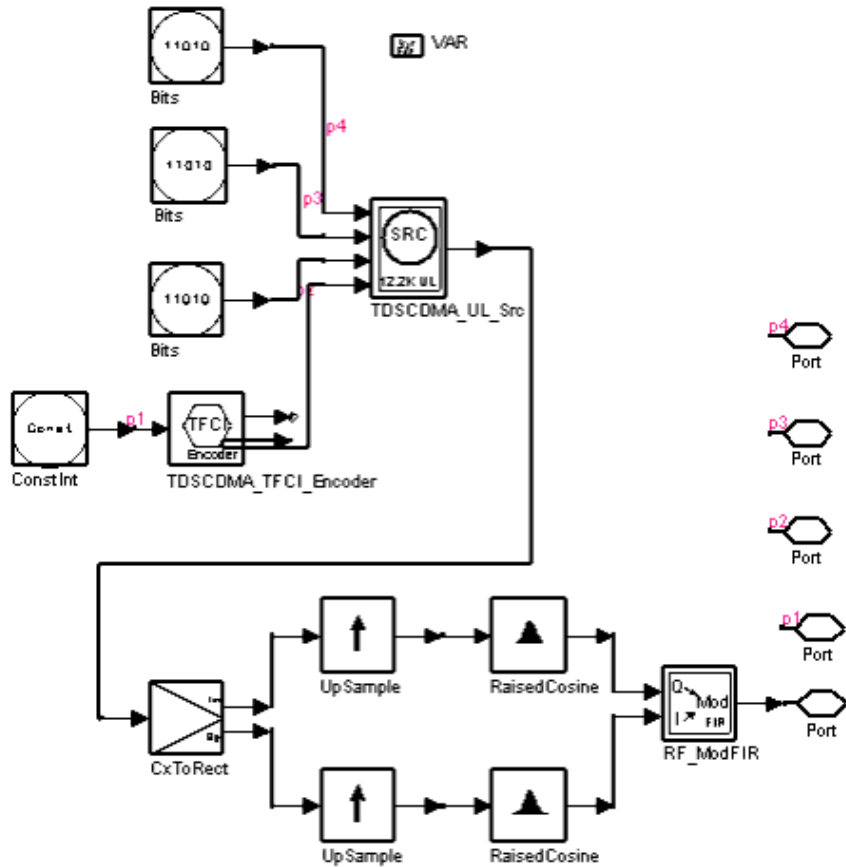 11010
Bits
VAR
p4
11010
Bits
p3
SRC
12.2K UL
TDSCDMA_UL_Src
11010
Bits
p4
Port
p3
Port
p2
Port
p1
Port
Const
ConstInt
p1
TFCI
Encoder
TDSCDMA_TFCI_Encoder
UpSample
RaisedCosine
CxToRect
Q
Mod
I
FIR
RF_ModFIR
Port
UpSample
RaisedCosine